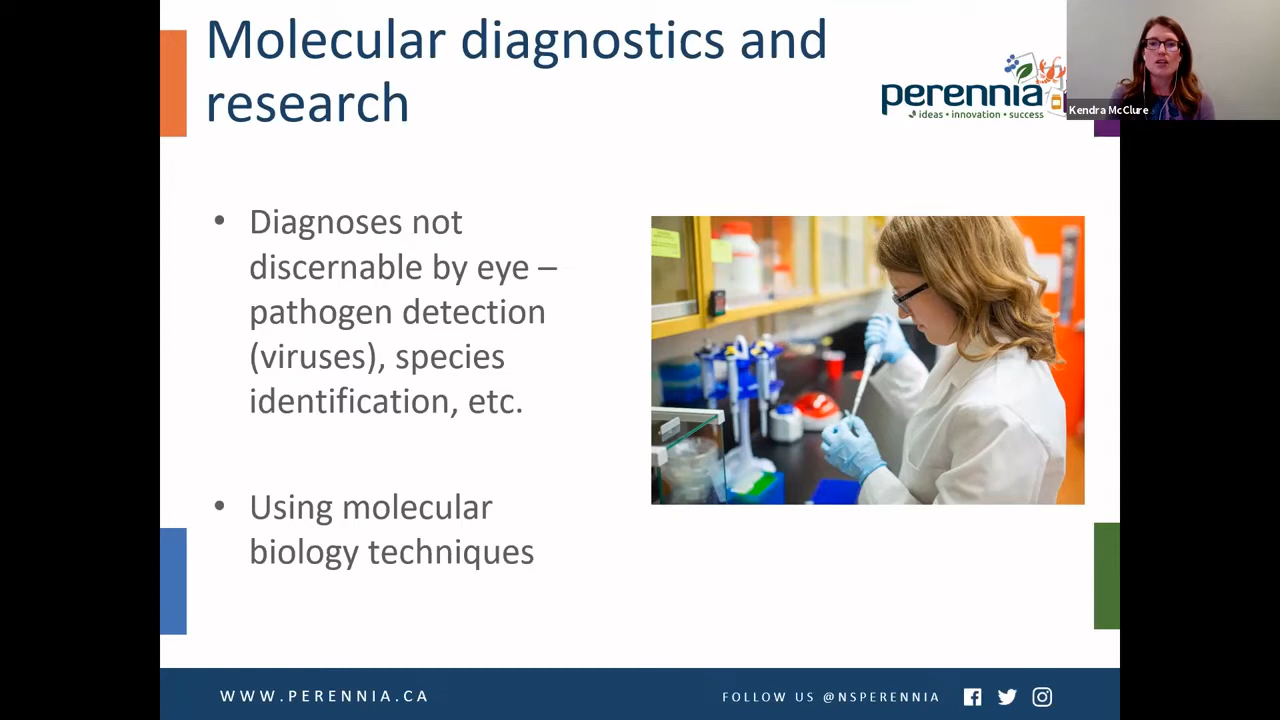 Molecular diagnostics and
research
perennia
ideas • innovation • success
Kendra McClure
• Diagnoses not
discernable by eye –
pathogen detection
(viruses), species
identification, etc.
• Using molecular
biology techniques
WWW.PERENNIA.CA
FOLLOW US @NSPERENNIA